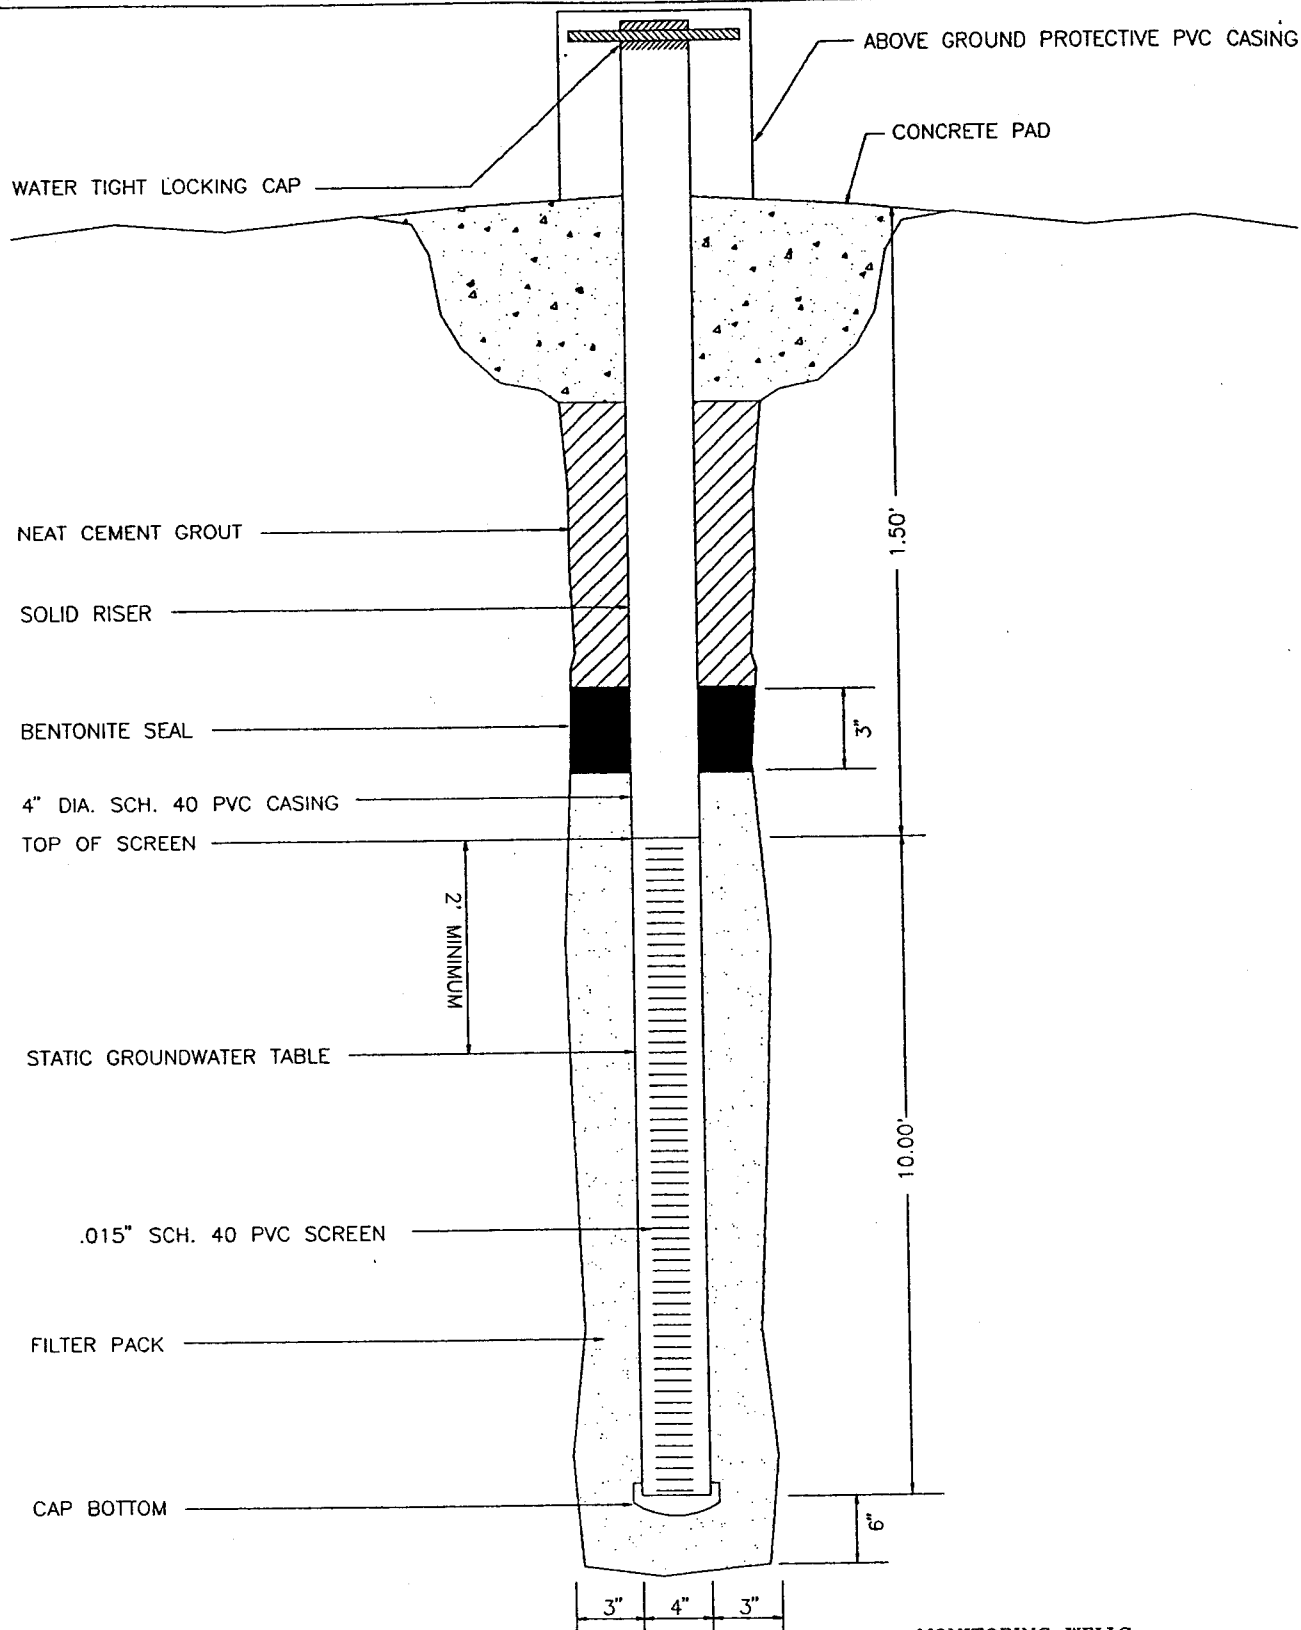 ABOVE GROUND PROTECTIVE PVC CASING
CONCRETE PAD
WATER TIGHT LOCKING CAP
1.50'
NEAT CEMENT GROUT
SOLID RISER
BENTONITE SEAL
3"
4" DIA. SCH. 40 PVC CASING
TOP OF SCREEN
2' MINIMUM
STATIC GROUNDWATER TABLE
10.00'
.015" SCH. 40 PVC SCREEN
FILTER PACK
CAP BOTTOM
6"
3" 4" 3"
MONITORING WELLS